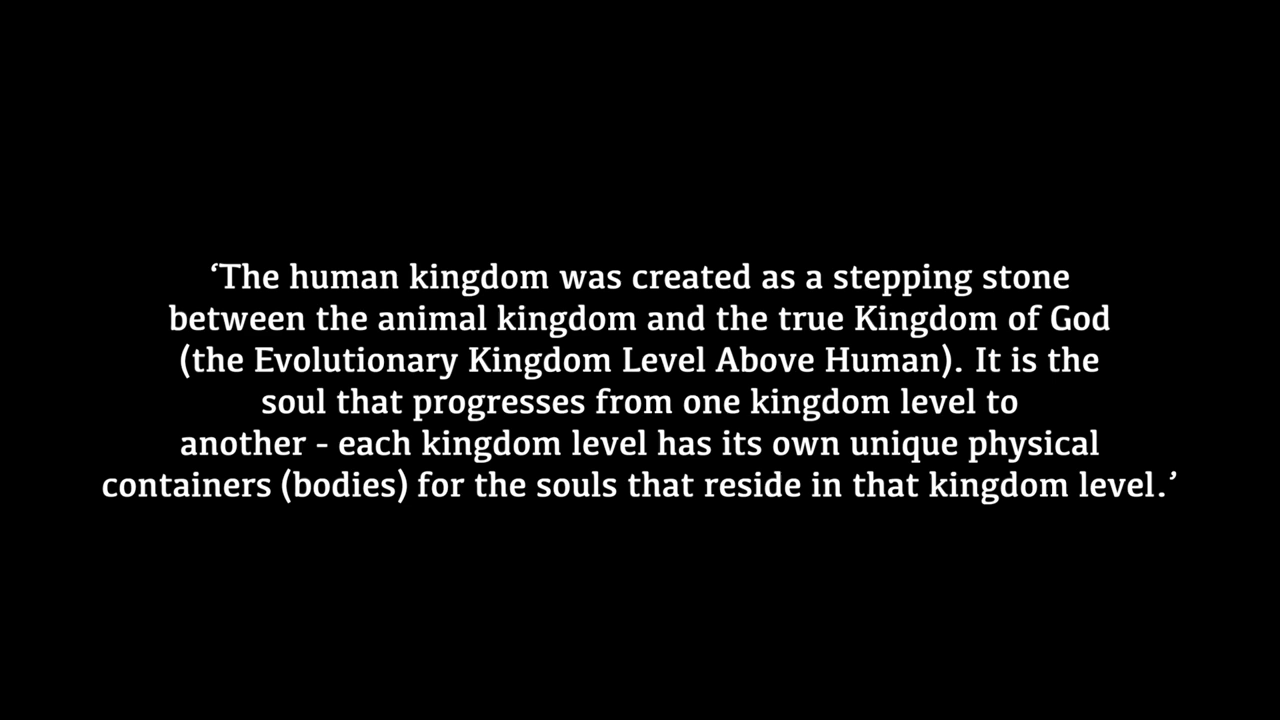 ‘The human kingdom was created as a stepping stone
between the animal kingdom and the true Kingdom of God
(the Evolutionary Kingdom Level Above Human). It is the
soul that progresses from one kingdom level to
another - each kingdom level has its own unique physical
containers (bodies) for the souls that reside in that kingdom level.’